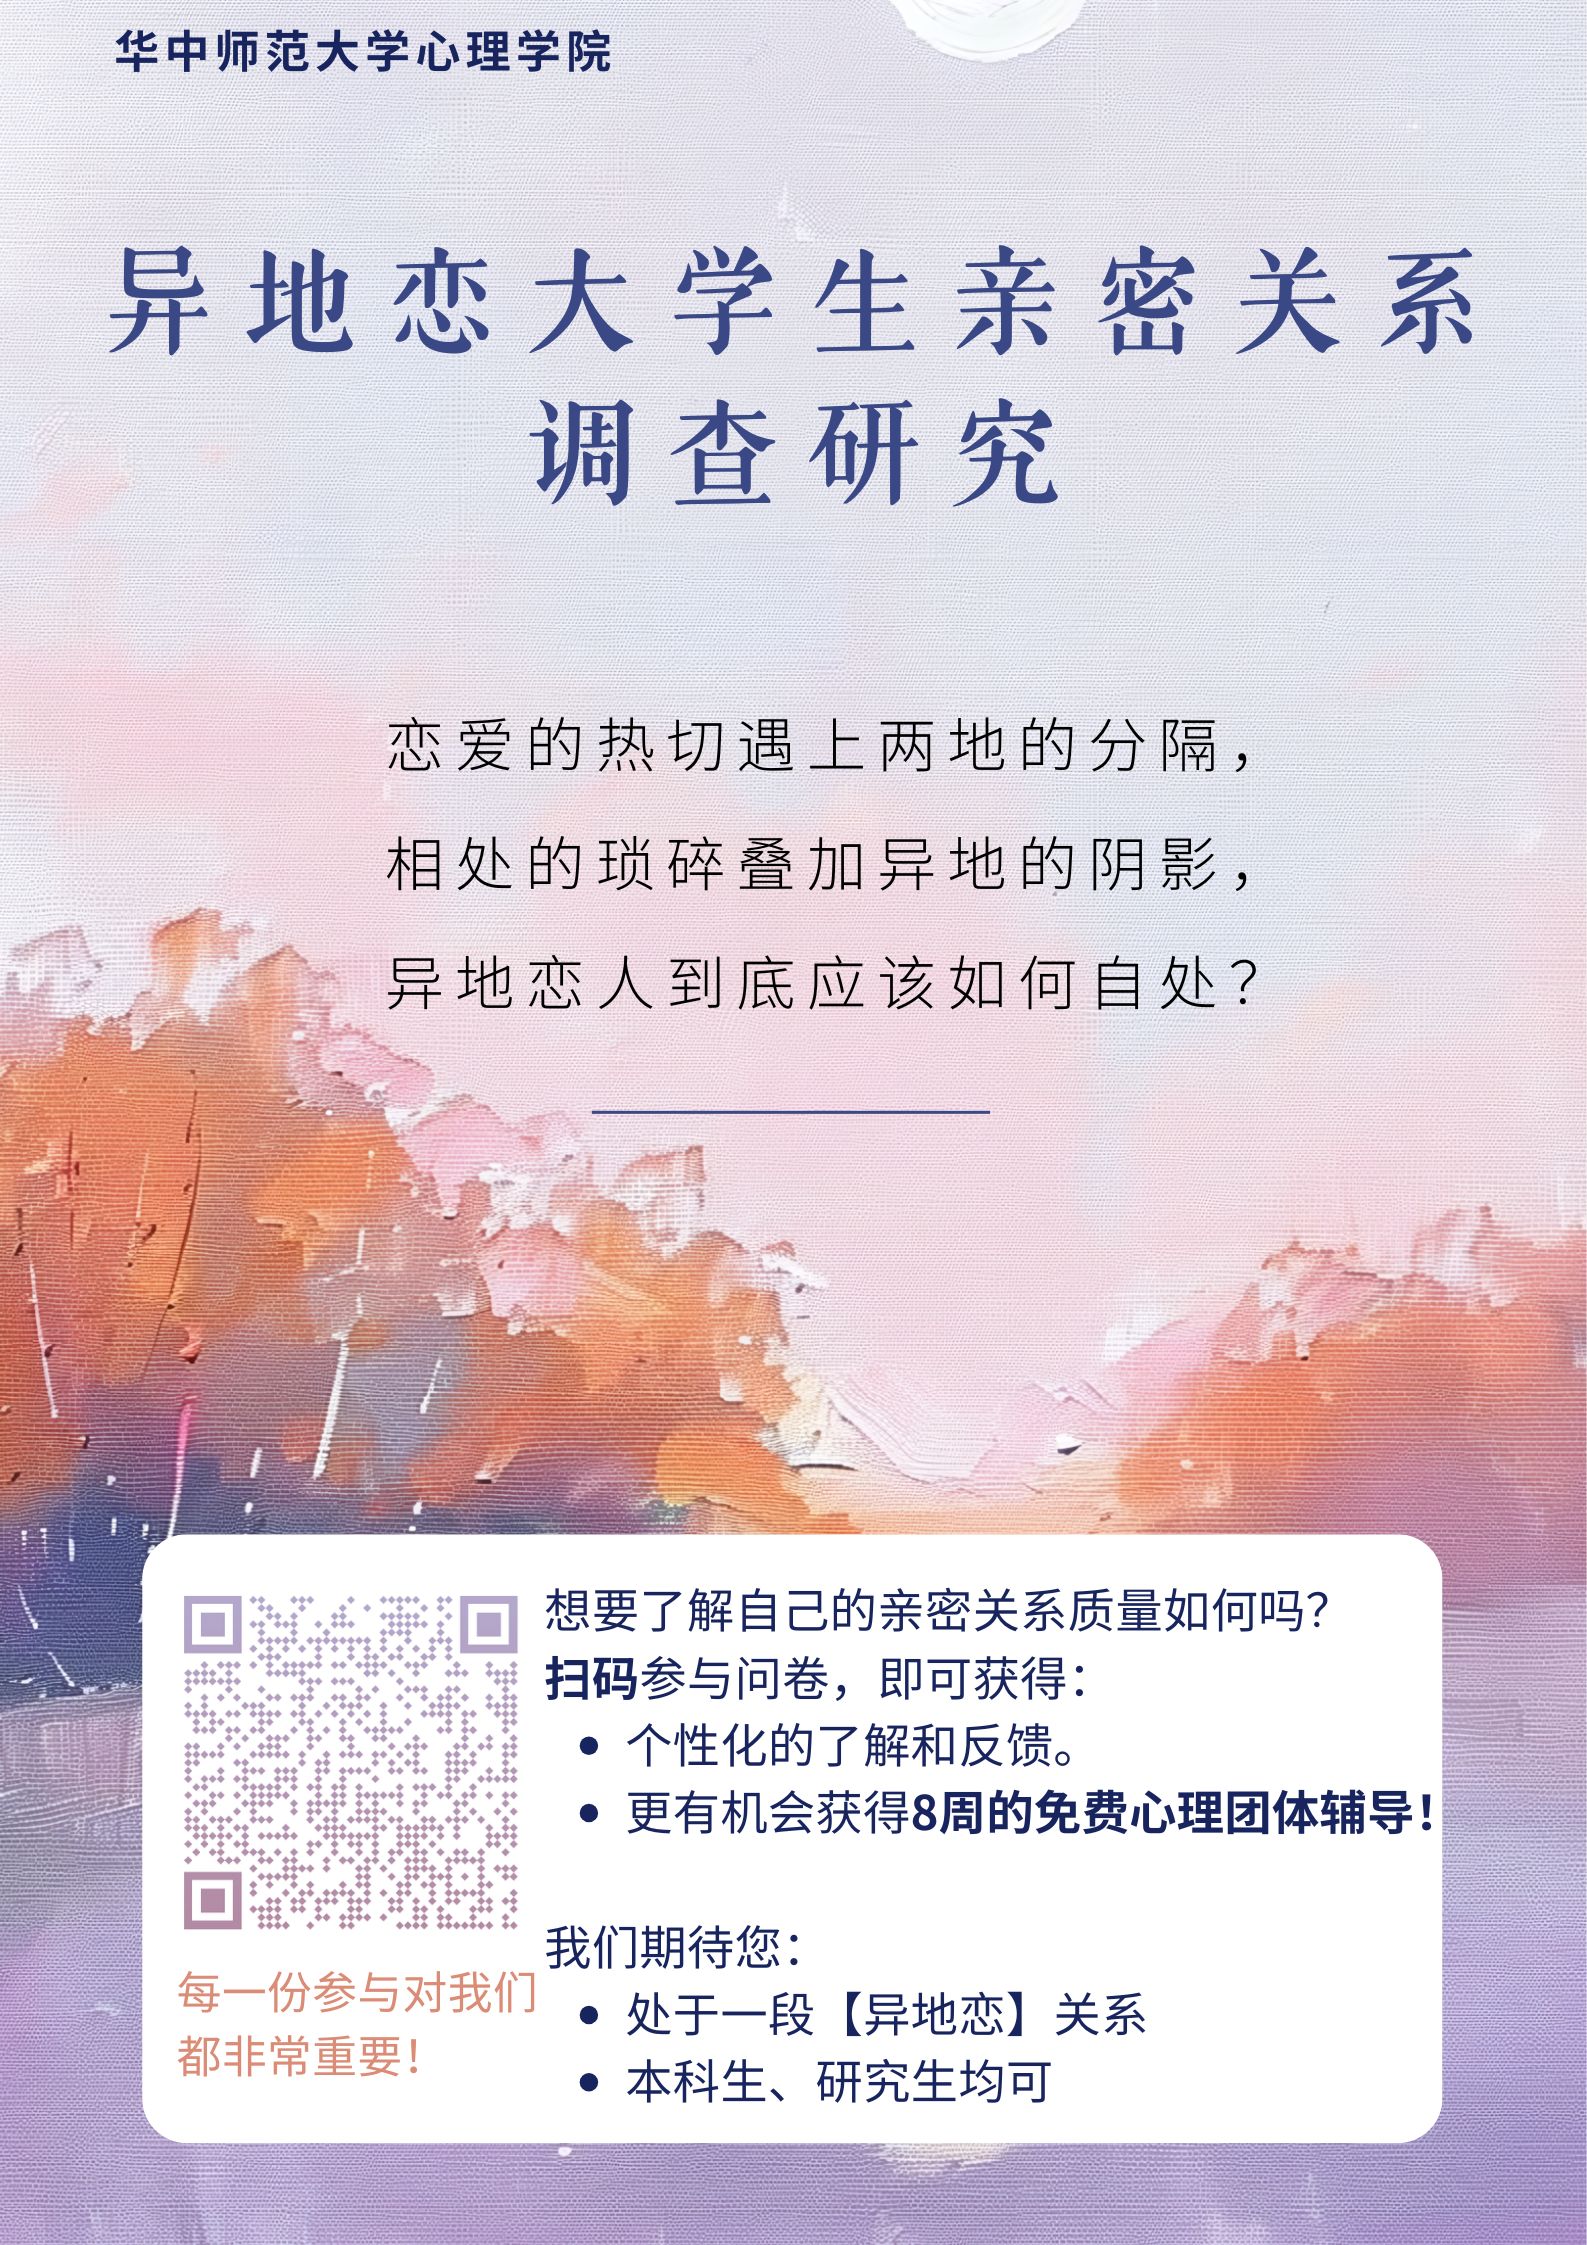 华中师范大学心理学院
异地恋大学生亲密关系
调查研究
恋爱的热切遇上两地的分隔，
相处的琐碎叠加异地的阴影，
异地恋人到底应该如何自处？
想要了解自己的亲密关系质量如何吗？
扫码参与问卷，即可获得：
• 个性化的了解和反馈。
• 更有机会获得8周的免费心理团体辅导！
我们期待您：
• 处于一段【异地恋】关系
• 本科生、研究生均可
每一份参与对我们
都非常重要！